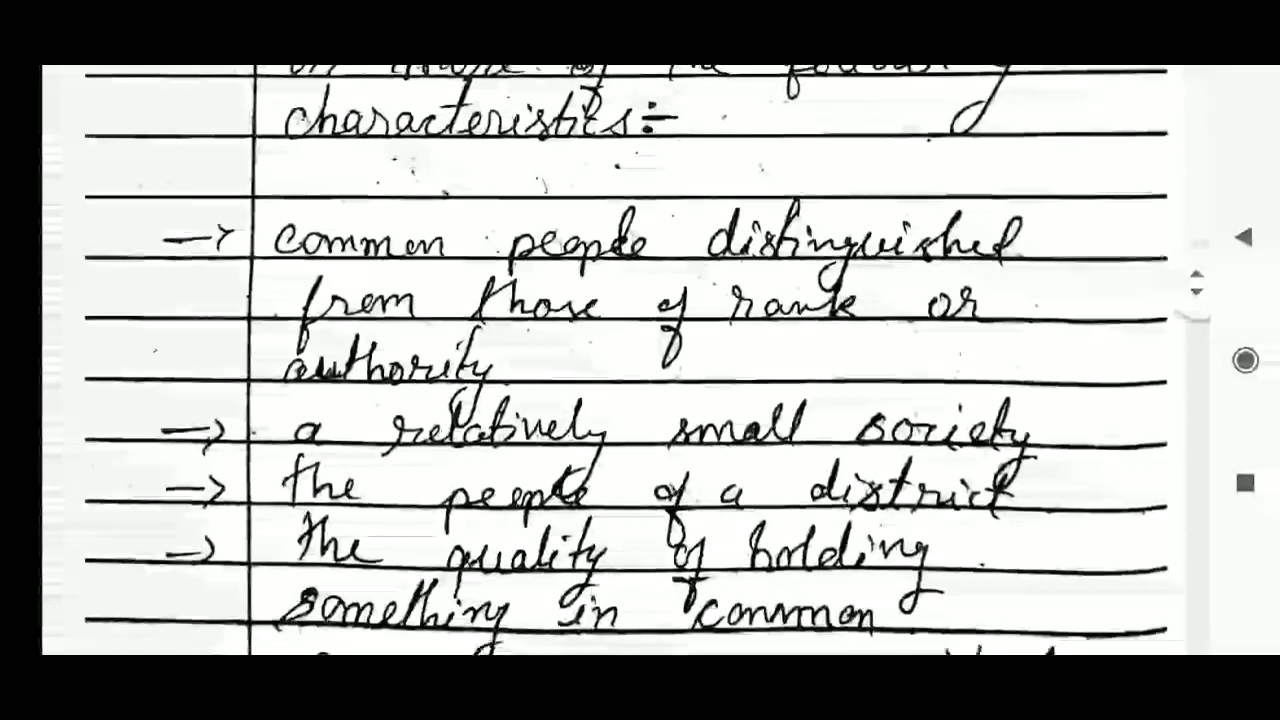 characteristics:-
→ common people distinguished
from those of rank or
authority
→ a relatively small society
→ the people of a district
→ the quality of holding
something in common